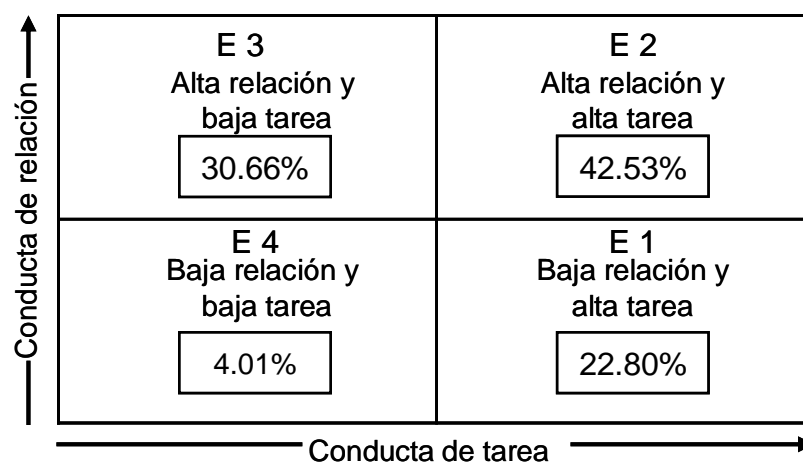 Conducta de relación
E 3
Alta relación y
baja tarea
30.66%
E 2
Alta relación y
alta tarea
42.53%
E 4
Baja relación y
baja tarea
4.01%
E 1
Baja relación y
alta tarea
22.80%
Conducta de tarea